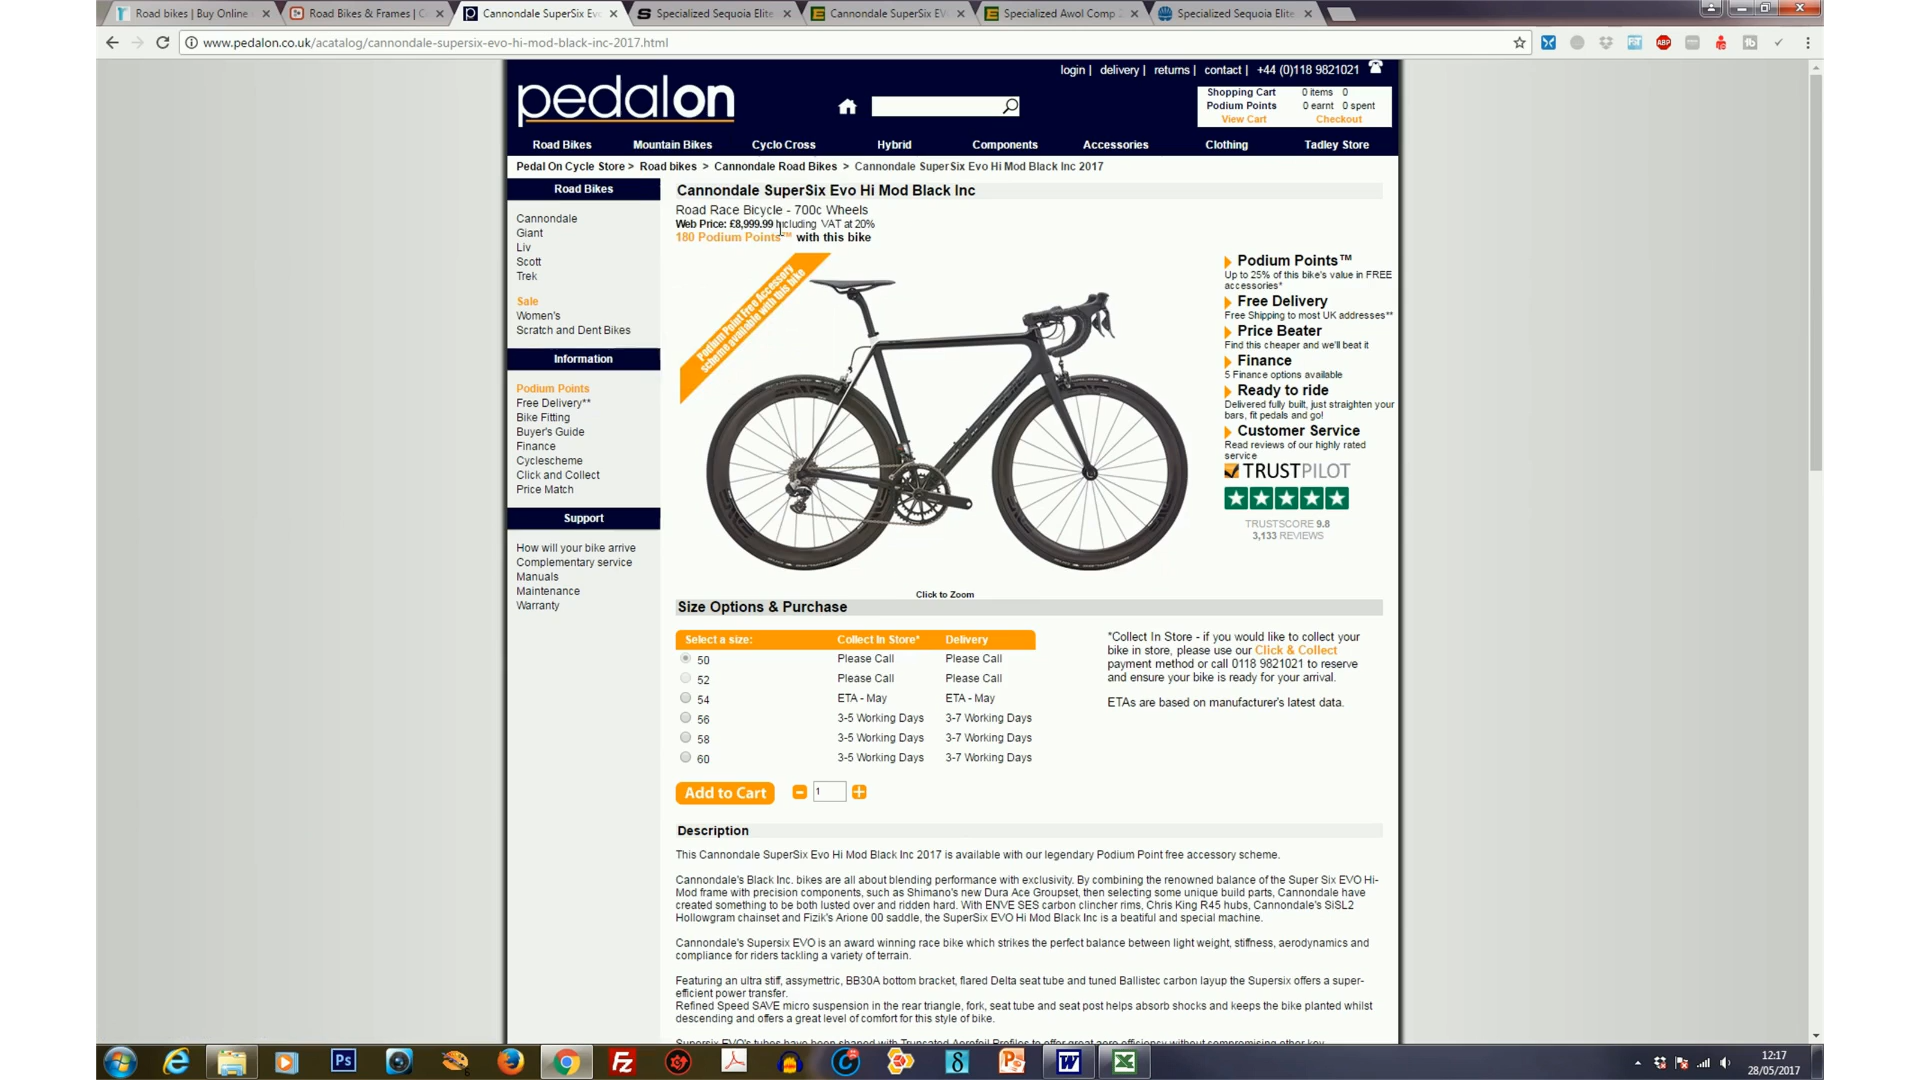 Road bikes | Buy Online
Road Bikes & Frames | C
Cannondale SuperSix Ev
Specialized Sequoia Elite
Cannondale SuperSix EV
Specialized Awol Comp
Specialized Sequoia Elite
www.pedalon.co.uk/acatalog/cannondale-supersix-evo-hi-mod-black-inc-2017.html
login | delivery | returns | contact | +44 (0)118 9821021
pedalon
Shopping Cart 0 items 0
Podium Points 0 earnt 0 spent
View Cart Checkout
Road Bikes Mountain Bikes Cyclo Cross Hybrid Components Accessories Clothing Tadley Store
Pedal On Cycle Store > Road bikes > Cannondale Road Bikes > Cannondale SuperSix Evo Hi Mod Black Inc 2017
Road Bikes
Cannondale
Giant
Liv
Scott
Trek
Sale
Women's
Scratch and Dent Bikes
Information
Podium Points
Free Delivery**
Bike Fitting
Buyer's Guide
Finance
Cyclescheme
Click and Collect
Price Match
Support
How will your bike arrive
Complementary service
Manuals
Maintenance
Warranty
Cannondale SuperSix Evo Hi Mod Black Inc
Road Race Bicycle - 700c Wheels
Web Price: £8,999.99 Including VAT at 20%
180 Podium Points™ with this bike
Podium Point Free Accessory
scheme available with this bike
Podium Points™
Up to 25% of this bike's value in FREE
accessories*
Free Delivery
Free Shipping to most UK addresses**
Price Beater
Find this cheaper and we'll beat it
Finance
5 Finance options available
Ready to ride
Delivered fully built, just straighten your
bars, fit pedals and go!
Customer Service
Read reviews of our highly rated
service
TRUSTPILOT
TRUSTSCORE 9.8
3,133 REVIEWS
Click to Zoom
Size Options & Purchase
Select a size: Collect In Store* Delivery
50 Please Call Please Call
52 Please Call Please Call
54 ETA - May ETA - May
56 3-5 Working Days 3-7 Working Days
58 3-5 Working Days 3-7 Working Days
60 3-5 Working Days 3-7 Working Days
*Collect In Store - if you would like to collect your
bike in store, please use our Click & Collect
payment method or call 0118 9821021 to reserve
and ensure your bike is ready for your arrival.
ETAs are based on manufacturer's latest data.
Add to Cart - 1 +
Description
This Cannondale SuperSix Evo Hi Mod Black Inc 2017 is available with our legendary Podium Point free accessory scheme.
Cannondale's Black Inc. bikes are all about blending performance with exclusivity. By combining the renowned balance of the Super Six EVO Hi-
Mod frame with precision components, such as Shimano's new Dura Ace Groupset, then selecting some unique build parts, Cannondale have
created something to be both lusted over and ridden hard. With ENVE SES carbon clincher rims, Chris King R45 hubs, Cannondale's SiSL2
Hollowgram chainset and Fizik's Arione 00 saddle, the SuperSix EVO Hi Mod Black Inc is a beatiful and special machine.
Cannondale's Supersix EVO is an award winning race bike which strikes the perfect balance between light weight, stiffness, aerodynamics and
compliance for riders tackling a variety of terrain.
Featuring an ultra stiff, assymettric, BB30A bottom bracket, flared Delta seat tube and tuned Ballistec carbon layup the Supersix offers a super-
efficient power transfer.
Refined Speed SAVE micro suspension in the rear triangle, fork, seat tube and seat post helps absorb shocks and keeps the bike planted whilst
descending and offers a great level of comfort for this style of bike.
Supersix EVO's tubes have been shaped with Truncated Aerofoil Profiles to offer great aero efficiency without compromising other key
12:17
28/05/2017